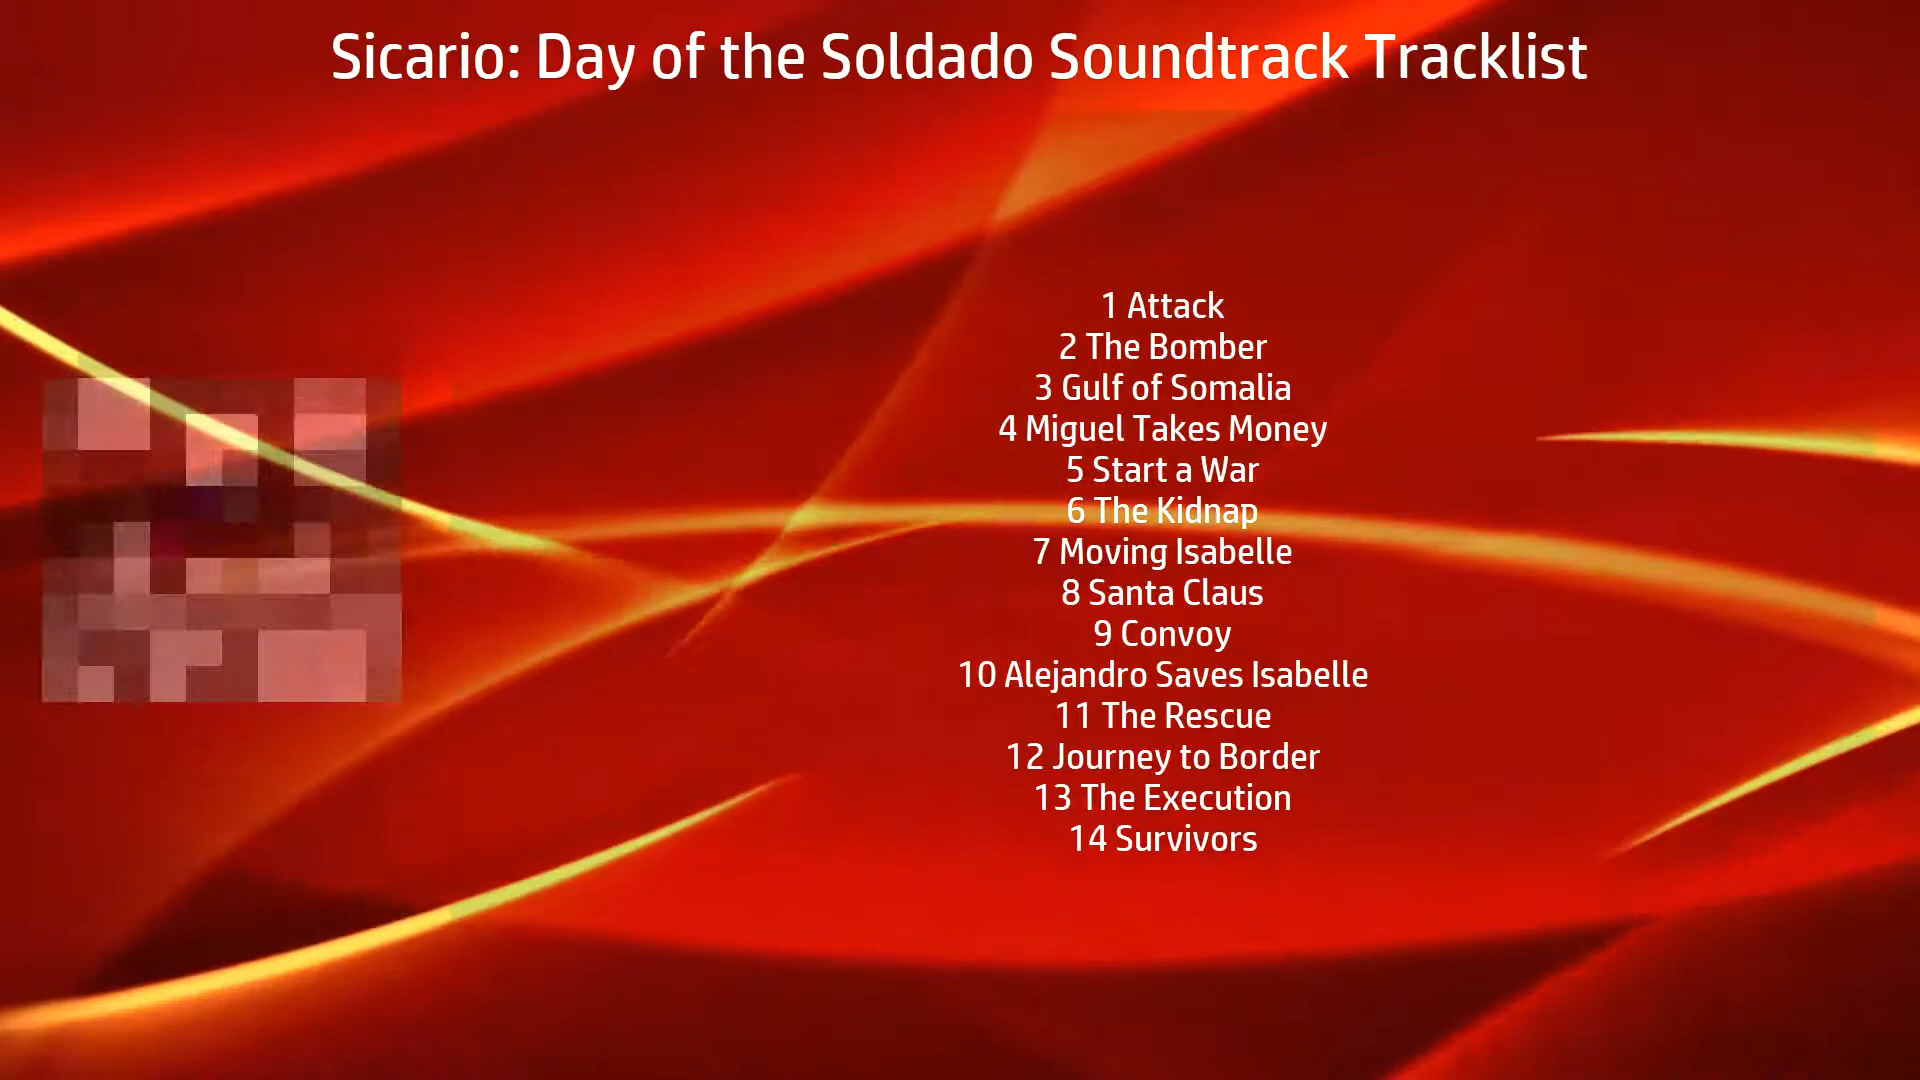 Sicario: Day of the Soldado Soundtrack Tracklist
1 Attack
2 The Bomber
3 Gulf of Somalia
4 Miguel Takes Money
5 Start a War
6 The Kidnap
7 Moving Isabelle
8 Santa Claus
9 Convoy
10 Alejandro Saves Isabelle
11 The Rescue
12 Journey to Border
13 The Execution
14 Survivors